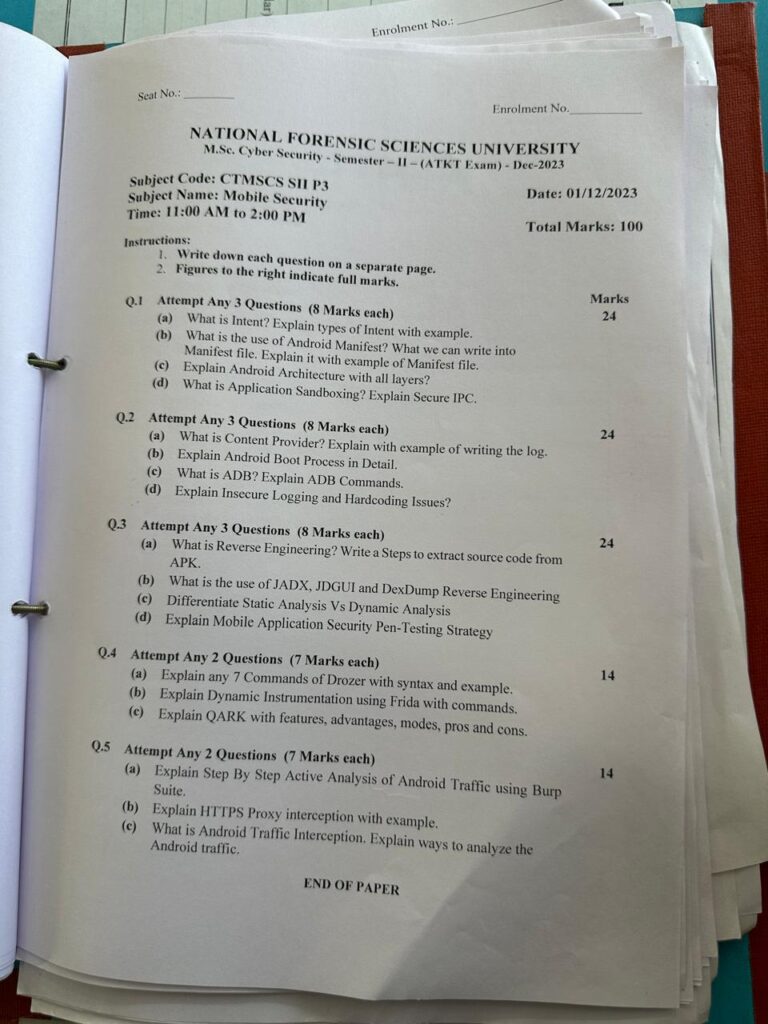 Enrolment No.:
Seat No.:
Enrolment No.
NATIONAL FORENSIC SCIENCES UNIVERSITY
M.Sc. Cyber Security - Semester – II – (ATKT Exam) - Dec-2023
Subject Code: CTMSCS SII P3
Subject Name: Mobile Security
Date: 01/12/2023
Time: 11:00 AM to 2:00 PM
Total Marks: 100
Instructions:
1. Write down each question on a separate page.
2. Figures to the right indicate full marks.
Marks
Q.1 Attempt Any 3 Questions (8 Marks each) 24
(a) What is Intent? Explain types of Intent with example.
(b) What is the use of Android Manifest? What we can write into
Manifest file. Explain it with example of Manifest file.
(c) Explain Android Architecture with all layers?
(d) What is Application Sandboxing? Explain Secure IPC.
Q.2 Attempt Any 3 Questions (8 Marks each) 24
(a) What is Content Provider? Explain with example of writing the log.
(b) Explain Android Boot Process in Detail.
(c) What is ADB? Explain ADB Commands.
(d) Explain Insecure Logging and Hardcoding Issues?
Q.3 Attempt Any 3 Questions (8 Marks each) 24
(a) What is Reverse Engineering? Write a Steps to extract source code from
APK.
(b) What is the use of JADX, JDGUI and DexDump Reverse Engineering
(c) Differentiate Static Analysis Vs Dynamic Analysis
(d) Explain Mobile Application Security Pen-Testing Strategy
Q.4 Attempt Any 2 Questions (7 Marks each) 14
(a) Explain any 7 Commands of Drozer with syntax and example.
(b) Explain Dynamic Instrumentation using Frida with commands.
(c) Explain QARK with features, advantages, modes, pros and cons.
Q.5 Attempt Any 2 Questions (7 Marks each) 14
(a) Explain Step By Step Active Analysis of Android Traffic using Burp
Suite.
(b) Explain HTTPS Proxy interception with example.
(c) What is Android Traffic Interception. Explain ways to analyze the
Android traffic.
END OF PAPER